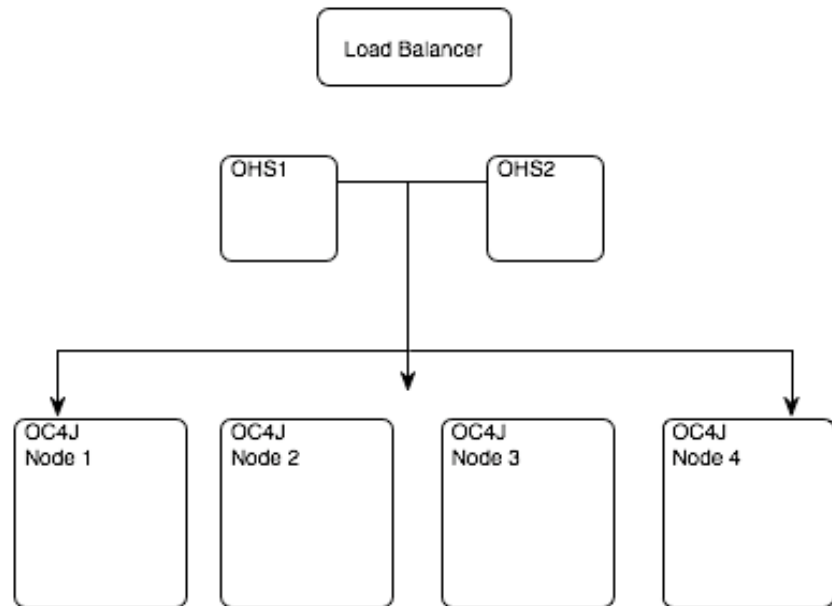 Load Balancer
OHS1
OHS2
OC4J
Node 1
OC4J
Node 2
OC4J
Node 3
OC4J
Node 4